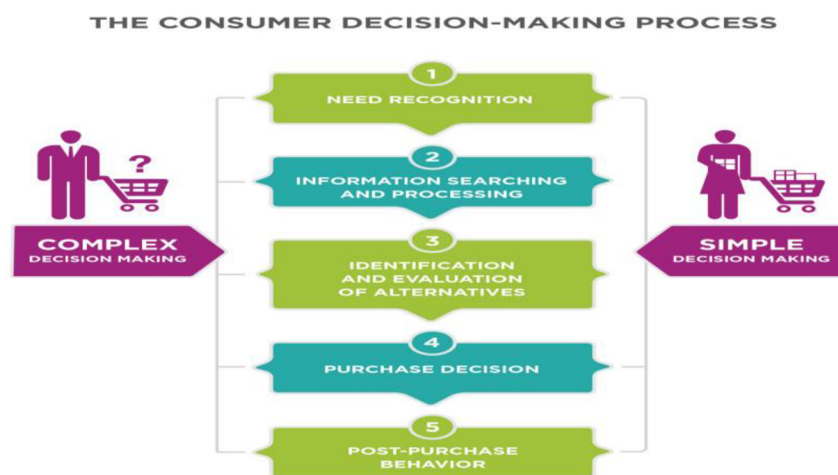 THE CONSUMER DECISION-MAKING PROCESS
1
NEED RECOGNITION
2
INFORMATION SEARCHING
AND PROCESSING
?
COMPLEX
DECISION MAKING
3
IDENTIFICATION
AND EVALUATION
OF ALTERNATIVES
SIMPLE
DECISION MAKING
4
PURCHASE DECISION
5
POST-PURCHASE
BEHAVIOR